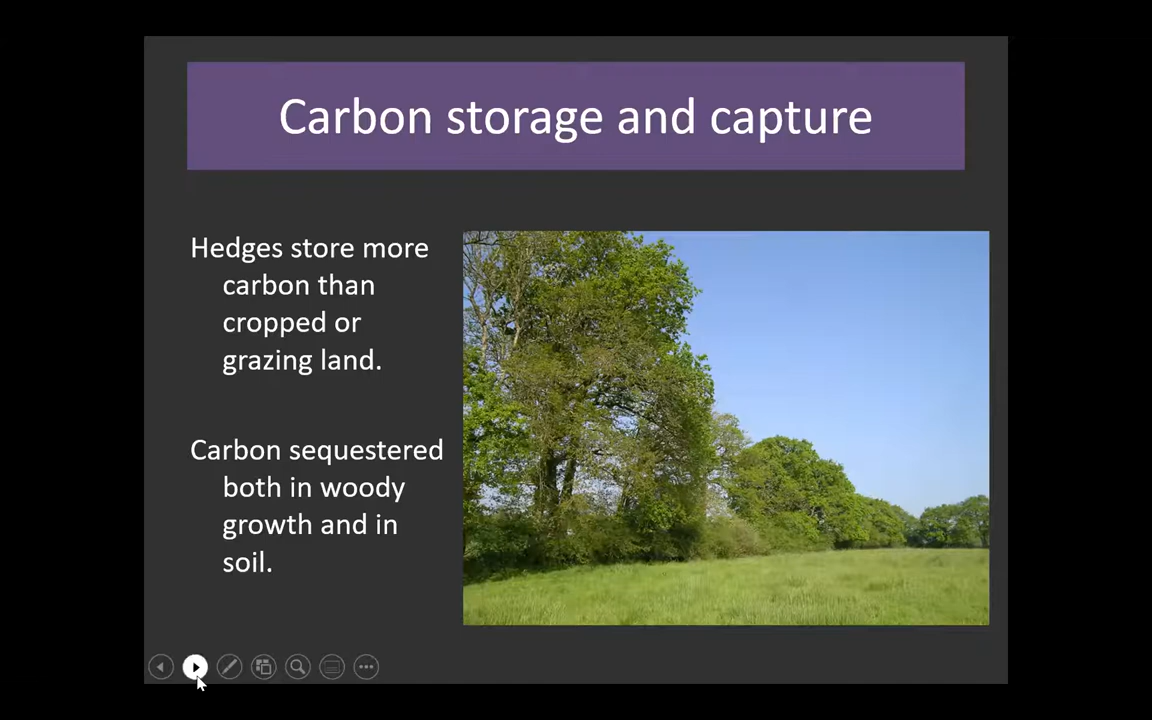 Carbon storage and capture
Hedges store more
carbon than
cropped or
grazing land.
Carbon sequestered
both in woody
growth and in
soil.